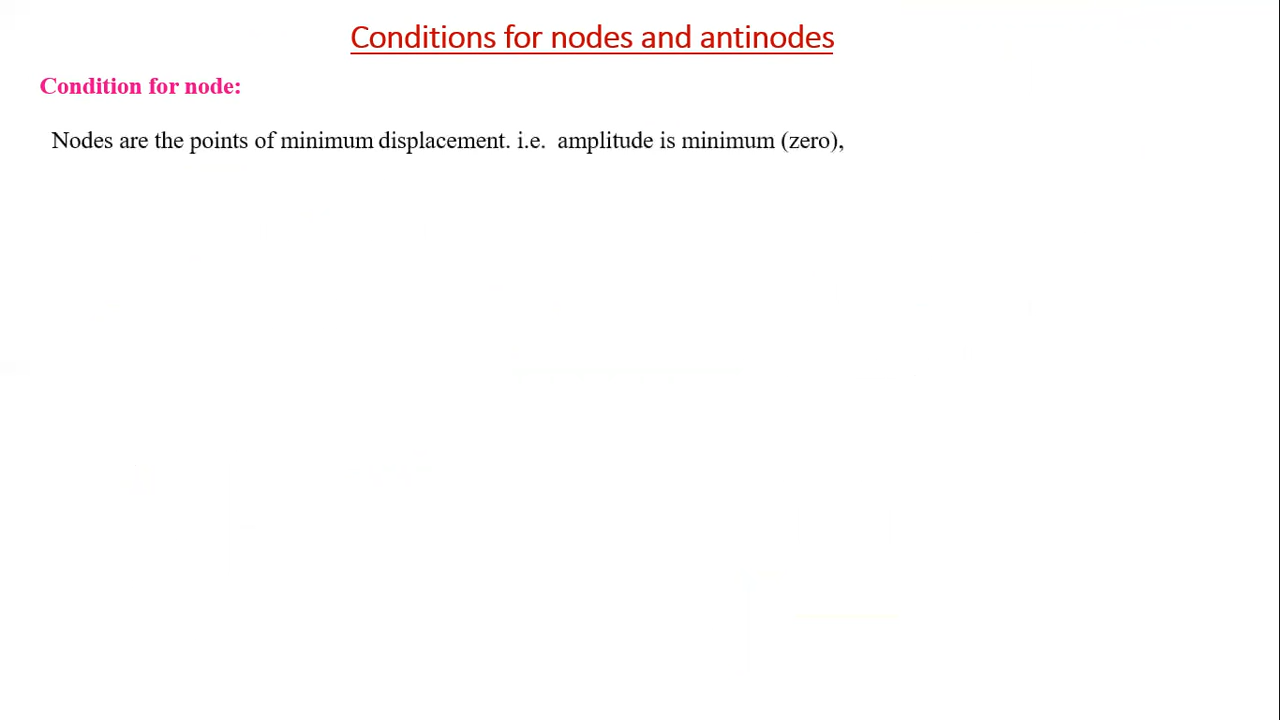 Conditions for nodes and antinodes
Condition for node:
Nodes are the points of minimum displacement. i.e.  amplitude is minimum (zero),